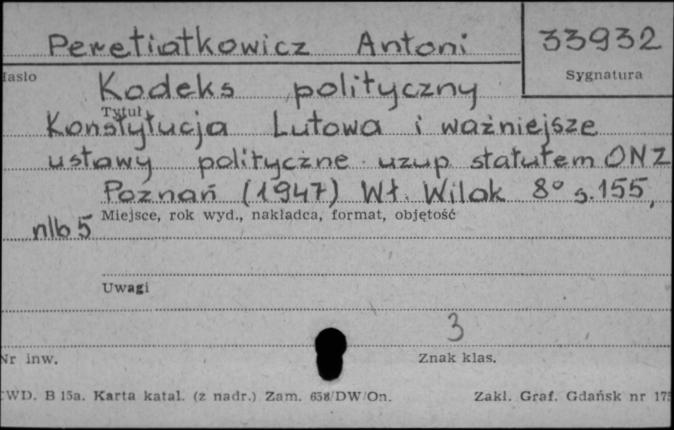 Peretiatkowicz Antoni
33932
Hasło
Sygnatura
Kodeks polityczny
Tytuł
Konstytucja Lutowa i ważniejsze
ustawy polityczne uzup. statutem ONZ
Poznań (1947) Wł. Wilak 8° s. 155,
Miejsce, rok wyd., nakładca, format, objętość
nlb 5
Uwagi
3
Nr inw.
Znak klas.
CWD. B 15a. Karta katal. (z nadr.) Zam. 658/DW/On.
Zakł. Graf. Gdańsk nr 175